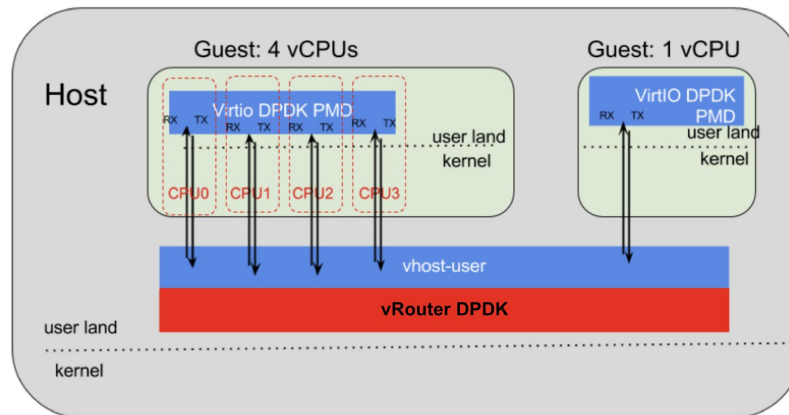 Guest: 4 vCPUs
Guest: 1 vCPU
Host
Virtio DPDK PMD
RX TX RX TX RX TX RX TX
VirtIO DPDK
PMD
RX TX
user land
kernel
user land
kernel
CPU0 CPU1 CPU2 CPU3
vhost-user
vRouter DPDK
user land
kernel